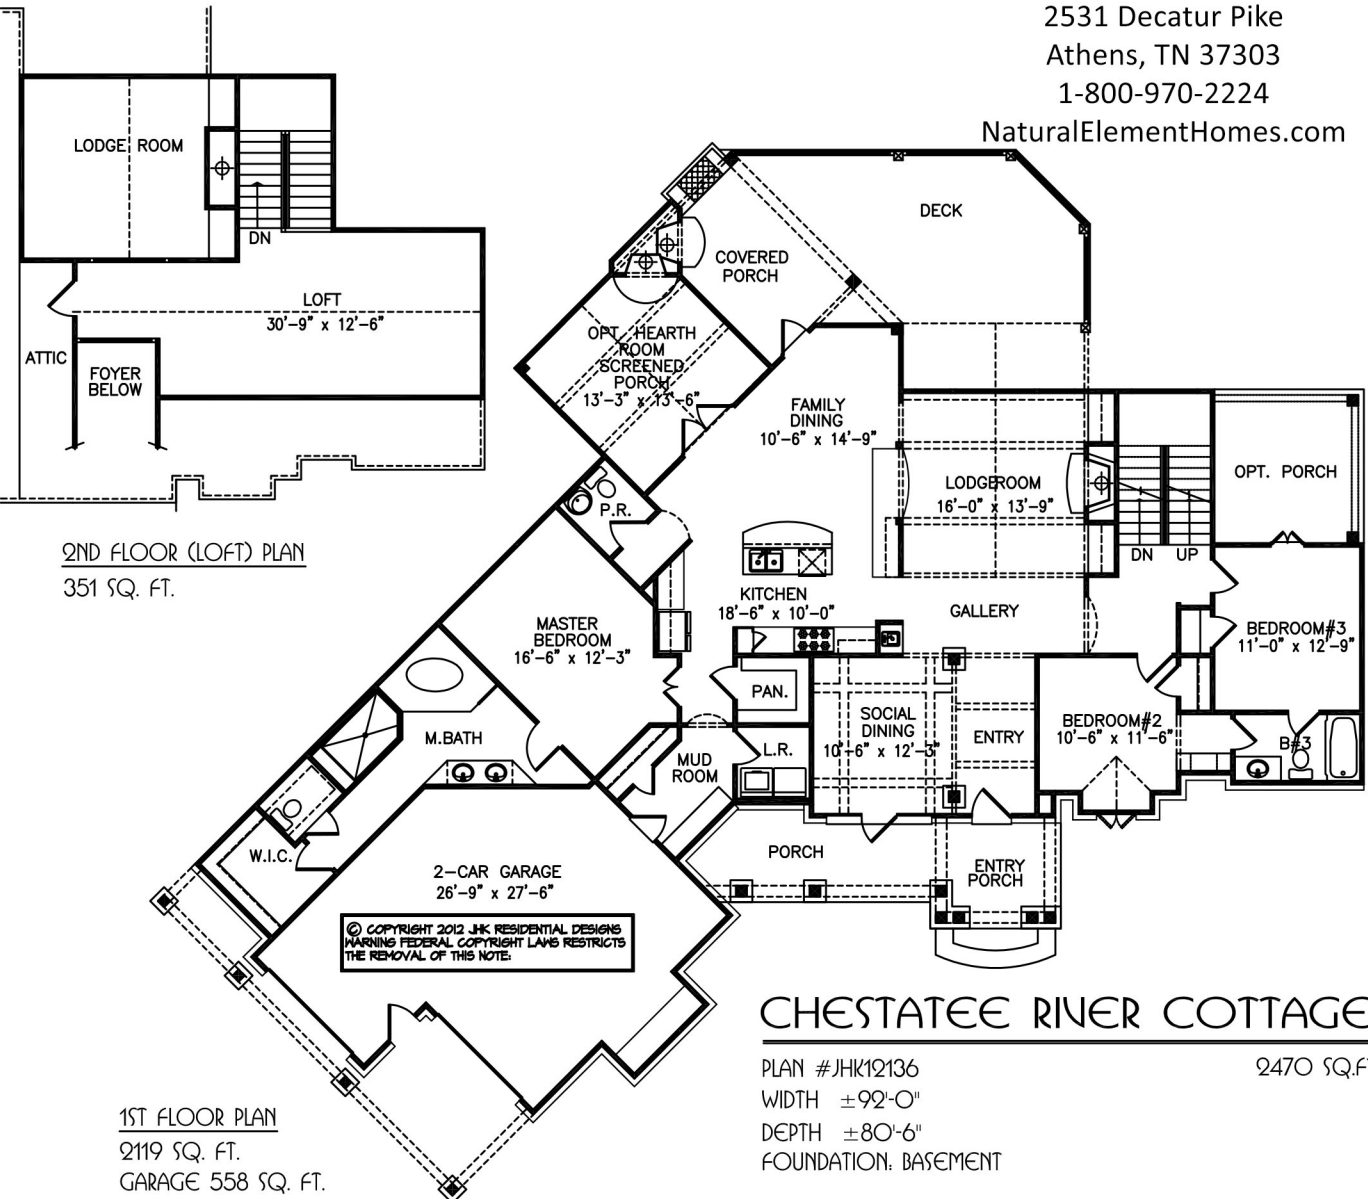 2531 Decatur Pike
Athens, TN 37303
1-800-970-2224
NaturalElementHomes.com
LODGE ROOM
DN
LOFT
30'-9" x 12'-6"
ATTIC
FOYER
BELOW
2ND FLOOR (LOFT) PLAN
351 SQ. FT.
DECK
COVERED
PORCH
OPT. HEARTH
ROOM
SCREENED
PORCH
13'-3" x 13'-6"
FAMILY
DINING
10'-6" x 14'-9"
LODGEROOM
16'-0" x 13'-9"
OPT. PORCH
DN
UP
P.R.
KITCHEN
18'-6" x 10'-0"
GALLERY
MASTER
BEDROOM
16'-6" x 12'-3"
BEDROOM#3
11'-0" x 12'-9"
PAN.
SOCIAL
DINING
10'-6" x 12'-3"
ENTRY
BEDROOM#2
10'-6" x 11'-6"
B#3
M.BATH
MUD
ROOM
L.R.
W.I.C.
PORCH
ENTRY
PORCH
2-CAR GARAGE
26'-9" x 27'-6"
© COPYRIGHT 2012 JHK RESIDENTIAL DESIGNS
WARNING FEDERAL COPYRIGHT LAWS RESTRICTS
THE REMOVAL OF THIS NOTE:
CHESTATEE RIVER COTTAGE
PLAN #JHK12136
2470 SQ.F
WIDTH ±92'-0"
DEPTH ±80'-6"
FOUNDATION: BASEMENT
1ST FLOOR PLAN
2119 SQ. FT.
GARAGE 558 SQ. FT.